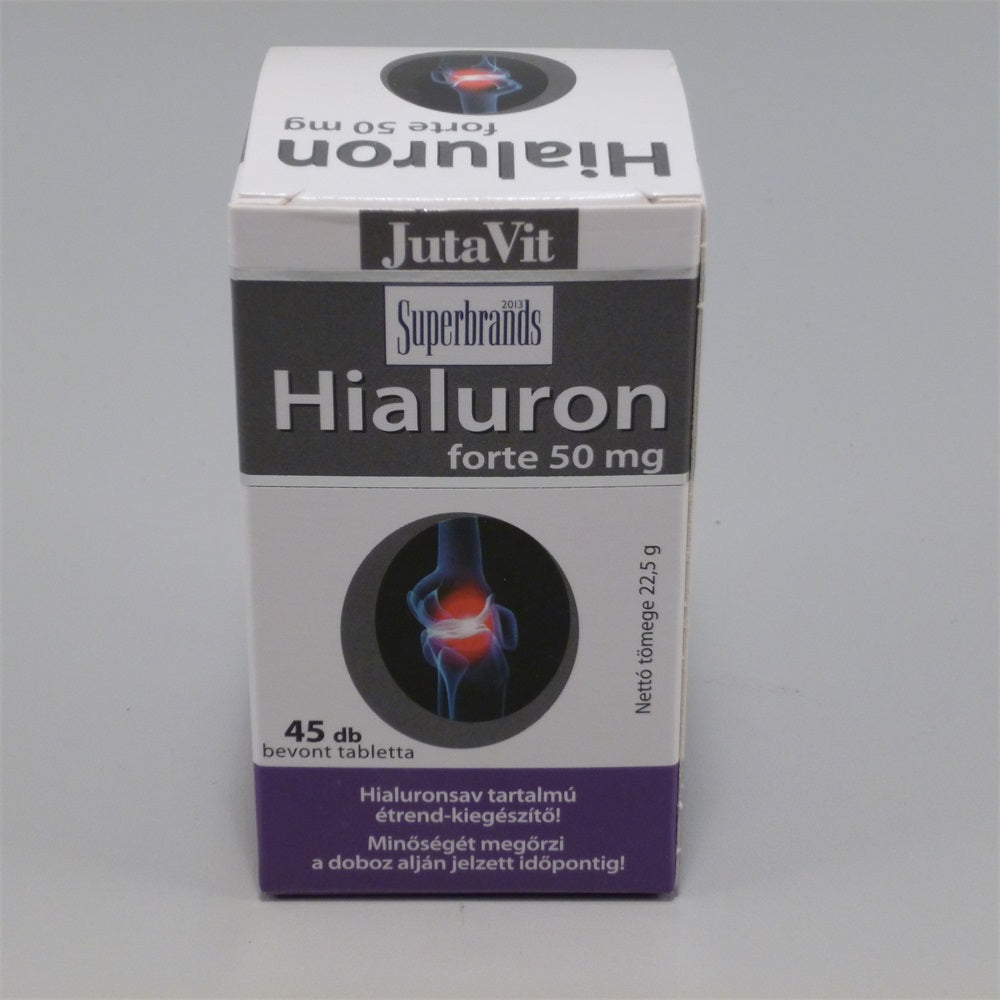 Hialuron
forte 50 mg
JutaVit
2013
Superbrands
Hialuron
forte 50 mg
Nettó tömege 22,5 g
45 db
bevont tabletta
Hialuronsav tartalmú
étrend-kiegészítő!
Minőségét megőrzi
a doboz alján jelzett időpontig!